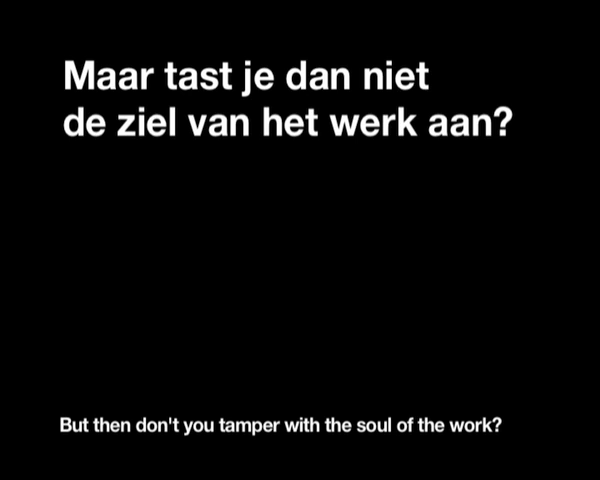 Maar tast je dan niet
de ziel van het werk aan?
But then don't you tamper with the soul of the work?